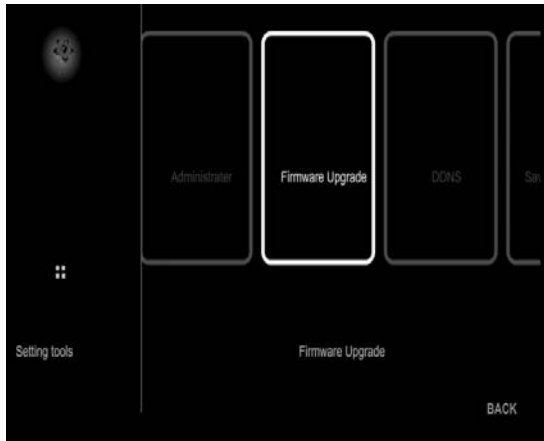 Administrater
Firmware Upgrade
DDNS
Setting tools
Firmware Upgrade
BACK